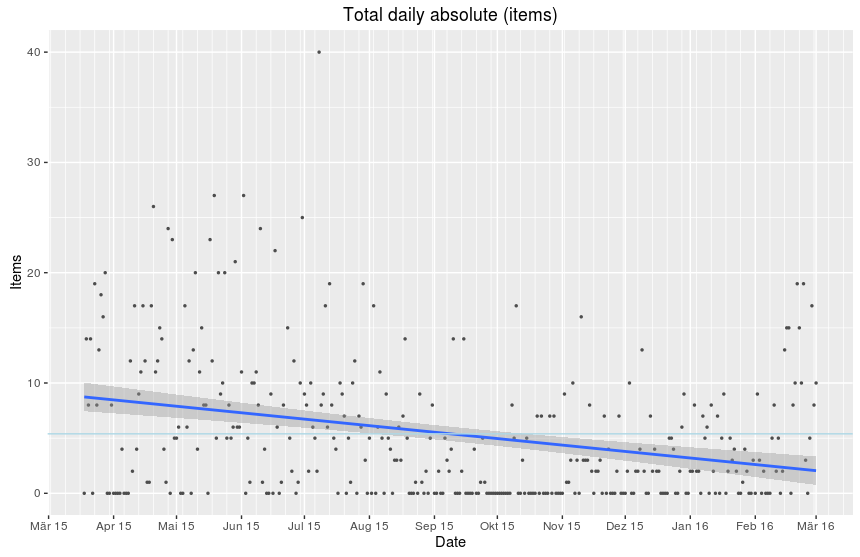 Total daily absolute (items)
40
30
20
10
0
Items
Mär 15 Apr 15 Mai 15 Jun 15 Jul 15 Aug 15 Sep 15 Okt 15 Nov 15 Dez 15 Jan 16 Feb 16 Mär 16
Date